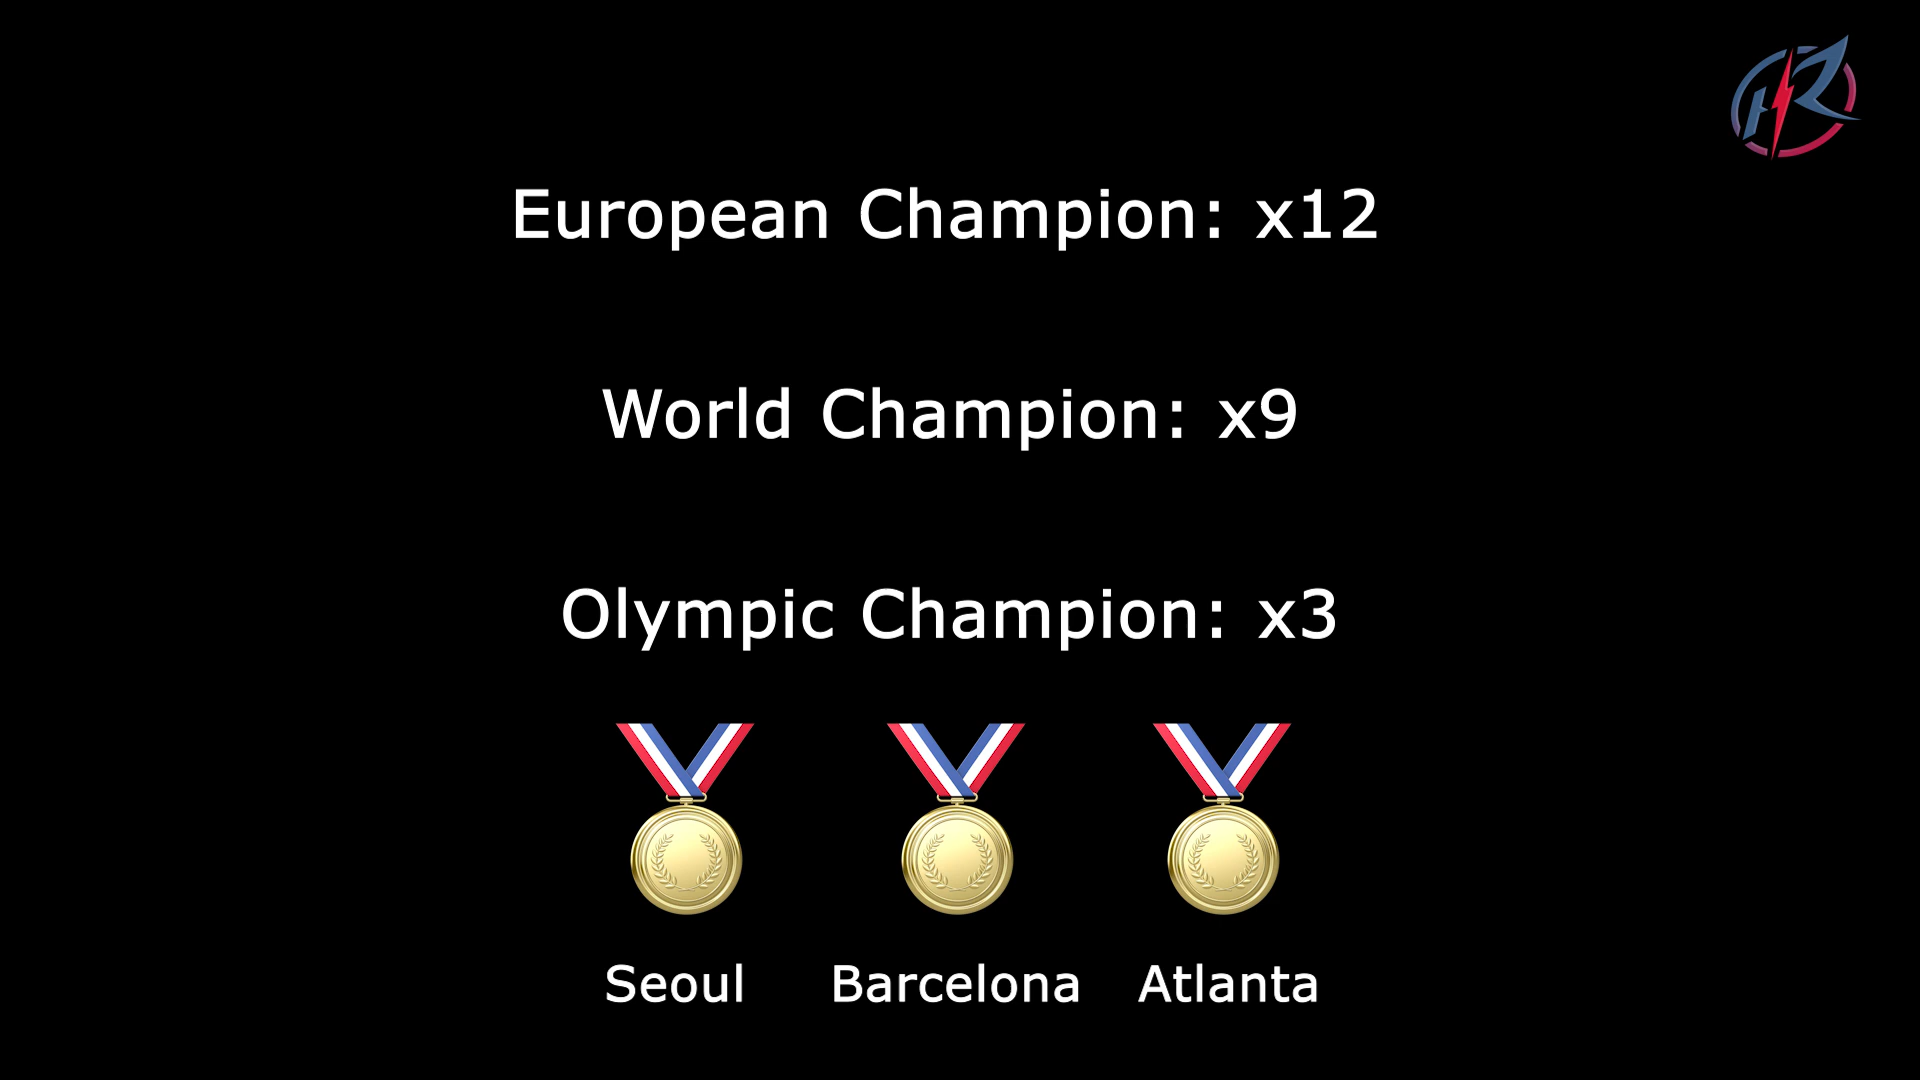 European Champion: x12
World Champion: x9
Olympic Champion: x3
Seoul Barcelona Atlanta